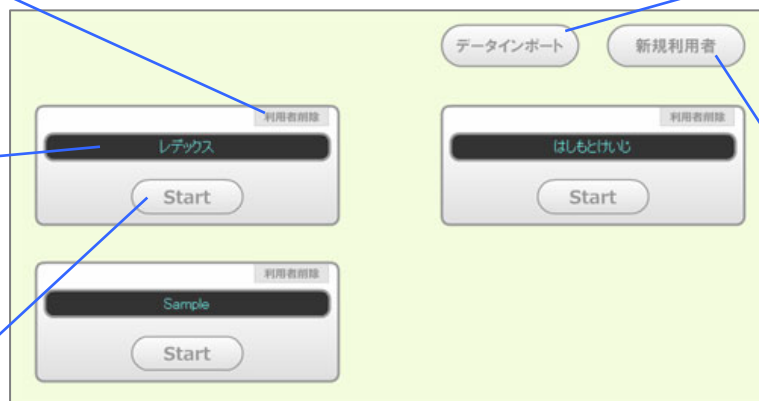 データインポート
新規利用者
利用者削除
レデックス
Start
利用者削除
はしもとけいじ
Start
利用者削除
Sample
Start